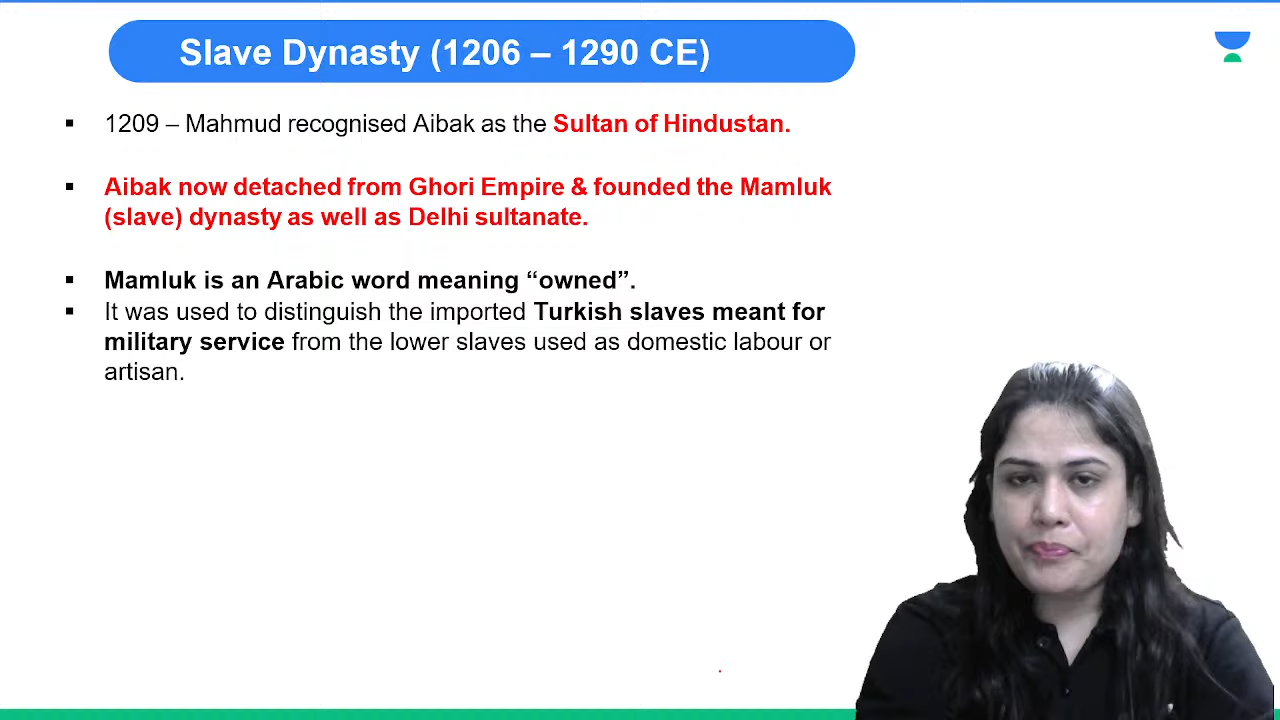 Slave Dynasty (1206 – 1290 CE)
▪ 1209 – Mahmud recognised Aibak as the Sultan of Hindustan.
▪ Aibak now detached from Ghori Empire & founded the Mamluk
(slave) dynasty as well as Delhi sultanate.
▪ Mamluk is an Arabic word meaning “owned”.
▪ It was used to distinguish the imported Turkish slaves meant for
military service from the lower slaves used as domestic labour or
artisan.